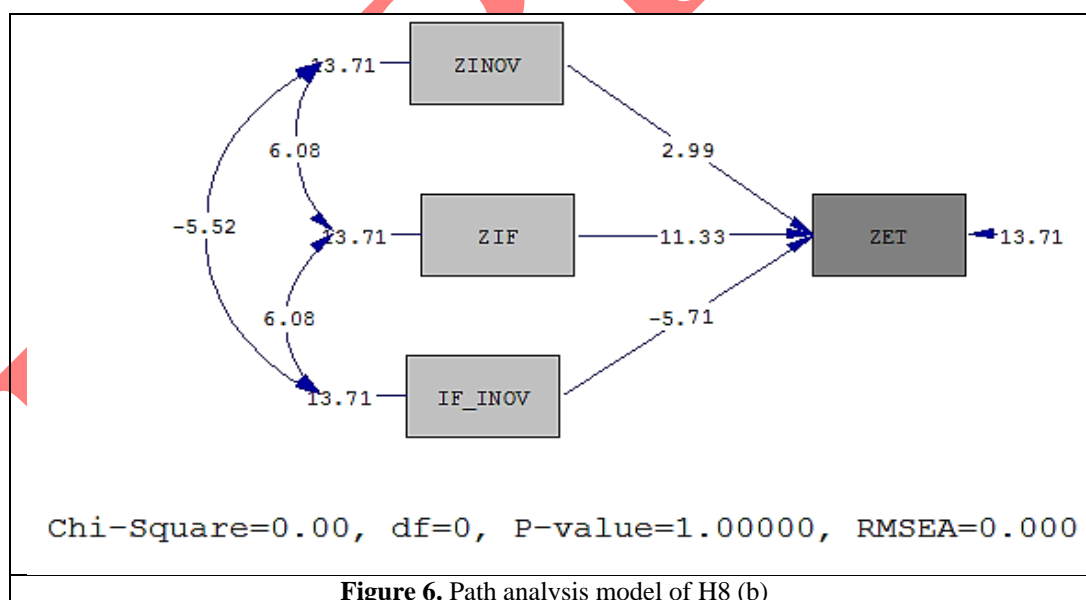 13.71 ZINOV
6.08
2.99
-5.52
13.71 ZIF 11.33 ZET 13.71
6.08
-5.71
13.71 IF_INOV
Chi-Square=0.00, df=0, P-value=1.00000, RMSEA=0.000
Figure 6. Path analysis model of H8 (b)